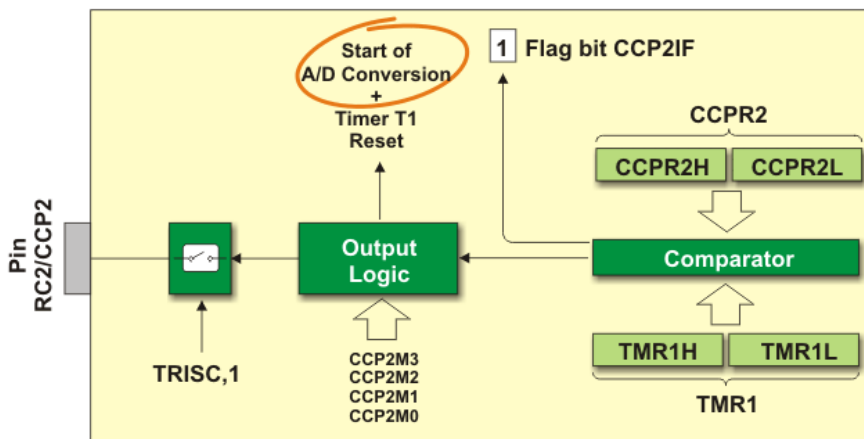 Start of
A/D Conversion
+
Timer T1
Reset
1 Flag bit CCP2IF
CCPR2
CCPR2H CCPR2L
Pin
RC2/CCP2
Output
Logic
Comparator
TRISC,1
CCP2M3
CCP2M2
CCP2M1
CCP2M0
TMR1H TMR1L
TMR1